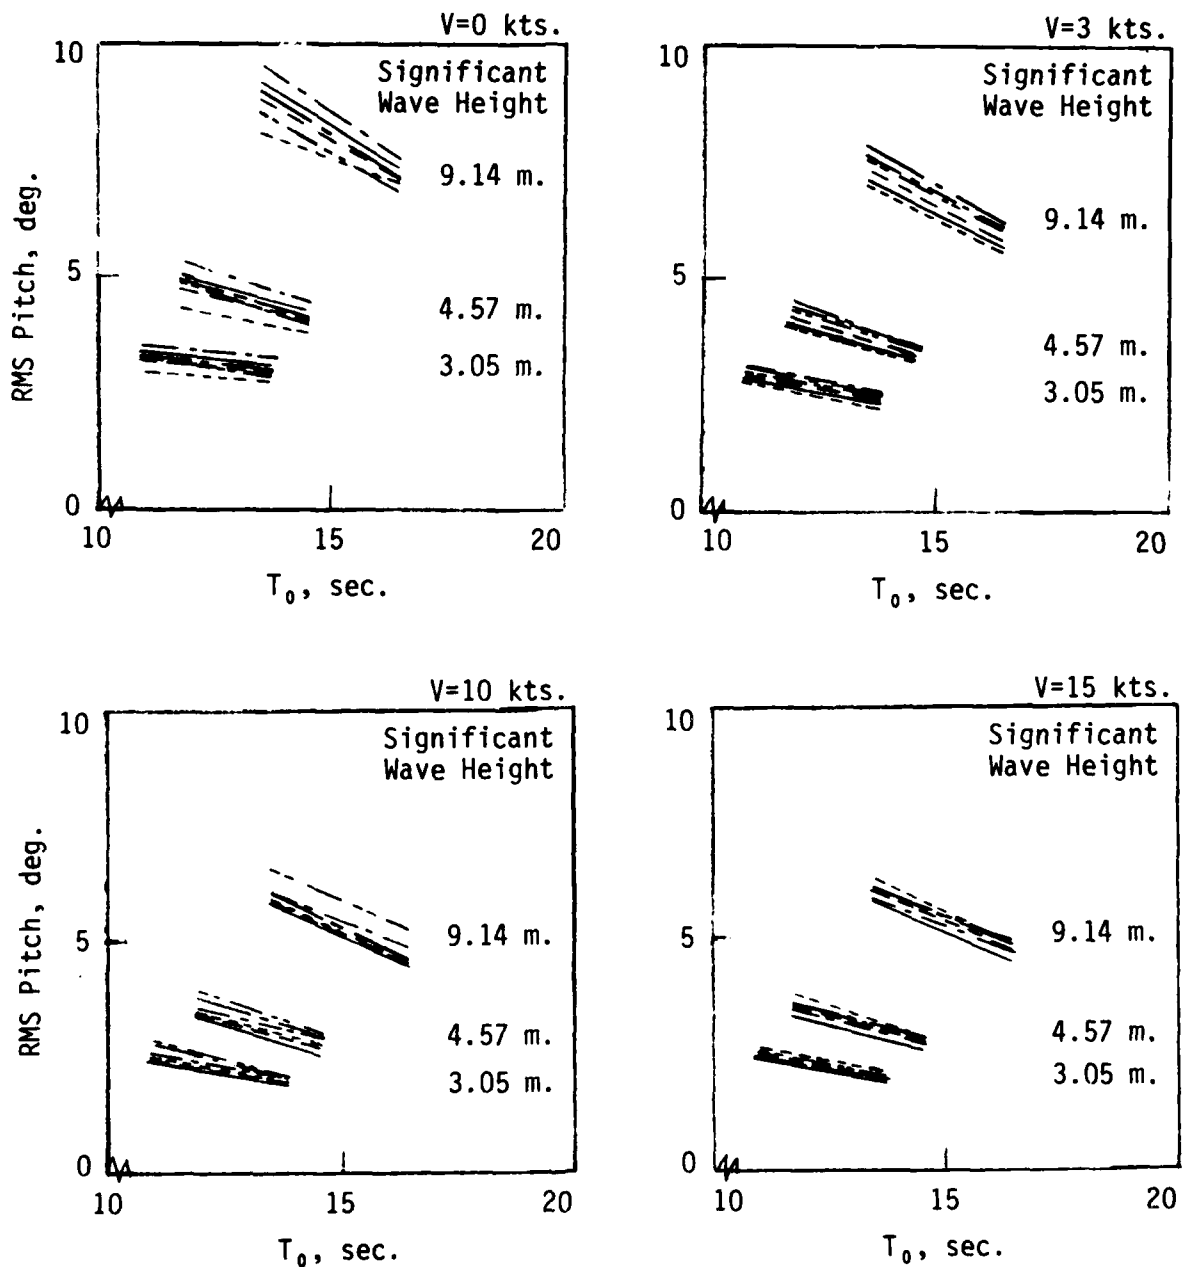 V=0 kts.
10
Significant
Wave Height
9.14 m.
RMS Pitch, deg.
5
4.57 m.
3.05 m.
0
10
15
20
T₀, sec.
V=3 kts.
10
Significant
Wave Height
9.14 m.
5
4.57 m.
3.05 m.
0
10
15
20
T₀, sec.
V=10 kts.
10
Significant
Wave Height
RMS Pitch, deg.
5
9.14 m.
4.57 m.
3.05 m.
0
10
15
20
T₀, sec.
V=15 kts.
10
Significant
Wave Height
5
9.14 m.
4.57 m.
3.05 m.
0
10
15
20
T₀, sec.